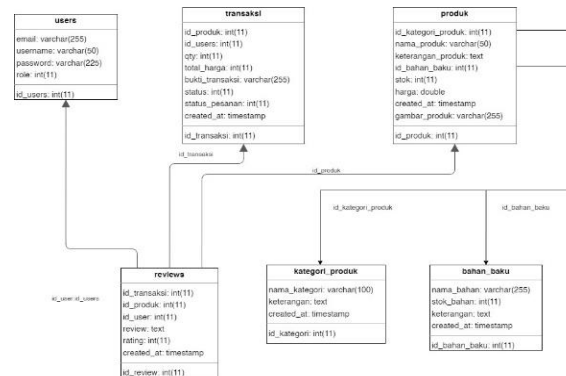 users
email: varchar(255)
username: varchar(50)
password: varchar(225)
role: int(11)
id_users: int(11)
transaksi
id_produk: int(11)
id_users: int(11)
qty: int(11)
total_harga: int(11)
bukti_transaksi: varchar(255)
status: int(11)
status_pesanan: int(11)
created_at: timestamp
id_transaksi: int(11)
produk
id_kategori_produk: int(11)
nama_produk: varchar(50)
keterangan_produk: text
id_bahan_baku: int(11)
stok: int(11)
harga: double
created_at: timestamp
gambar_produk: varchar(255)
id_produk: int(11)
id_transaksi
id_produk
id_kategori_produk
id_bahan_baku
id_user:id_users
reviews
id_transaksi: int(11)
id_produk: int(11)
id_user: int(11)
review: text
rating: int(11)
created_at: timestamp
id_review: int(11)
kategori_produk
nama_kategori: varchar(100)
keterangan: text
created_at: timestamp
id_kategori: int(11)
bahan_baku
nama_bahan: varchar(255)
stok_bahan: int(11)
keterangan: text
created_at: timestamp
id_bahan_baku: int(11)